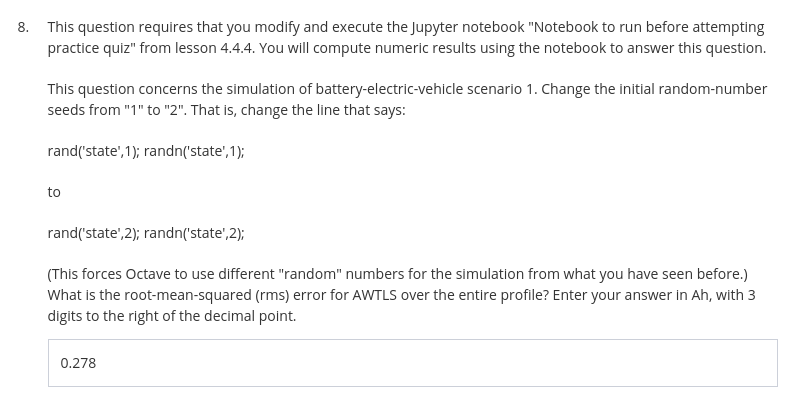 8. This question requires that you modify and execute the Jupyter notebook "Notebook to run before attempting
practice quiz" from lesson 4.4.4. You will compute numeric results using the notebook to answer this question.
This question concerns the simulation of battery-electric-vehicle scenario 1. Change the initial random-number
seeds from "1" to "2". That is, change the line that says:
rand('state',1); randn('state',1);
to
rand('state',2); randn('state',2);
(This forces Octave to use different "random" numbers for the simulation from what you have seen before.)
What is the root-mean-squared (rms) error for AWTLS over the entire profile? Enter your answer in Ah, with 3
digits to the right of the decimal point.
0.278